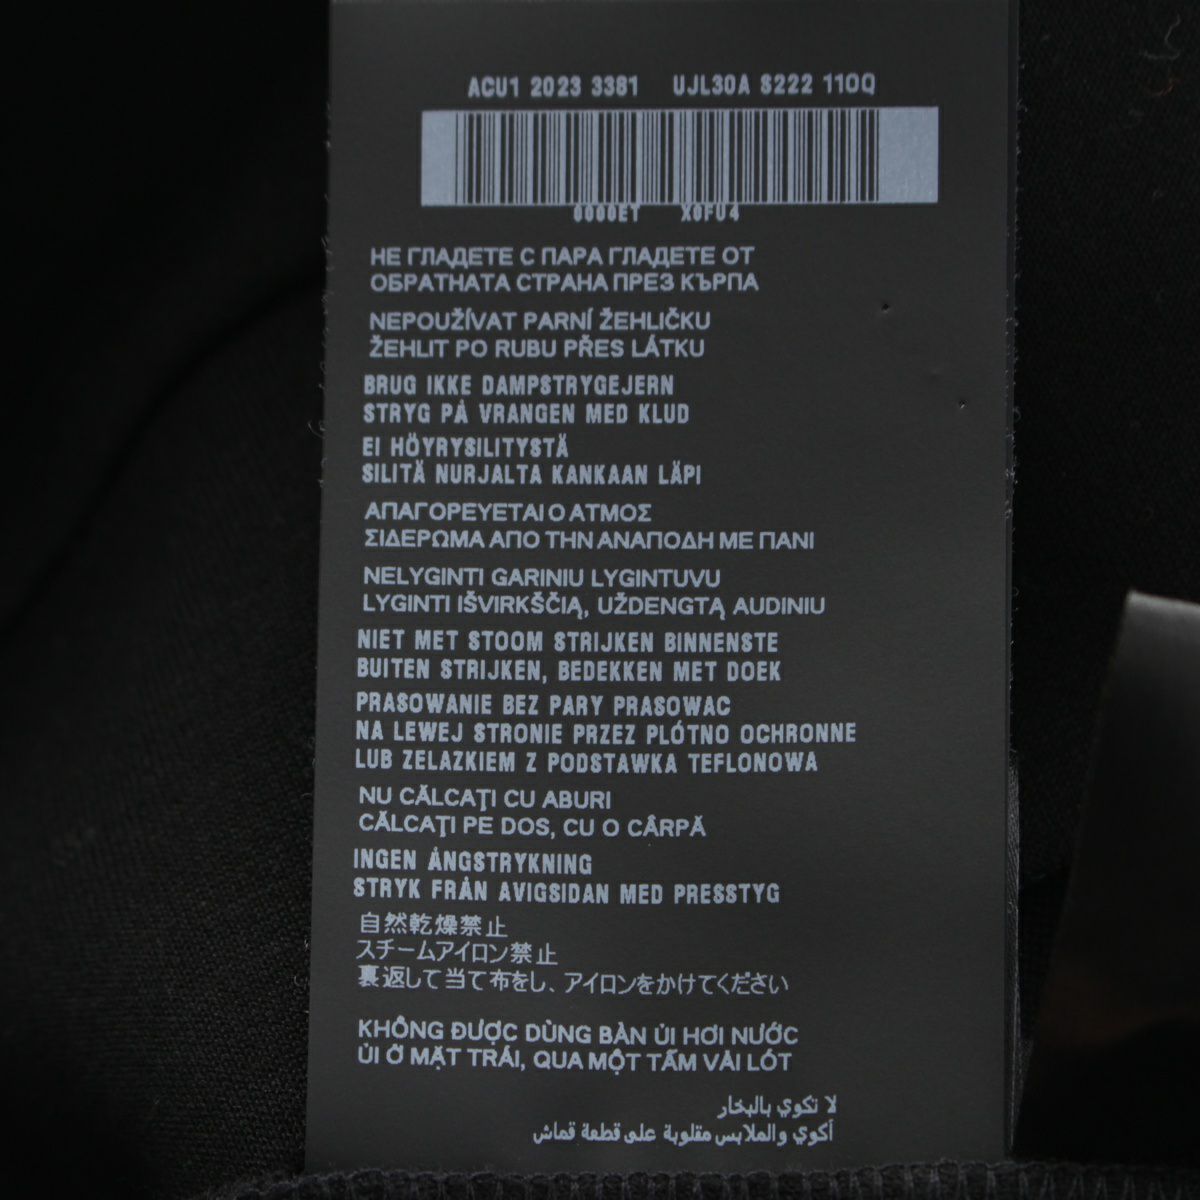 ACU1 2023 3381 UJL30A S222 110Q
0000ET X0FU4
НЕ ГЛАДЕТЕ С ПАРА ГЛАДЕТЕ ОТ
ОБРАТНАТА СТРАНА ПРЕЗ КЪРПА
NEPOUŽÍVAT PARNÍ ŽEHLIČKU
ŽEHLIT PO RUBU PŘES LÁTKU
BRUG IKKE DAMPSTRYGEJERN
STRYG PÅ VRANGEN MED KLUD
EI HÖYRYSILITYSTÄ
SILITÄ NURJALTA KANKAAN LÄPI
ΑΠΑΓΟΡΕΥΕΤΑΙ Ο ΑΤΜΟΣ
ΣΙΔΕΡΩΜΑ ΑΠΟ ΤΗΝ ΑΝΑΠΟΔΗ ΜΕ ΠΑΝΙ
NELYGINTI GARINIU LYGINTUVU
LYGINTI IŠVIRKŠČIĄ, UŽDENGTĄ AUDINIU
NIET MET STOOM STRIJKEN BINNENSTE
BUITEN STRIJKEN, BEDEKKEN MET DOEK
PRASOWANIE BEZ PARY PRASOWAC
NA LEWEJ STRONIE PRZEZ PLÓTNO OCHRONNE
LUB ZELAZKIEM Z PODSTAWKA TEFLONOWA
NU CĂLCAŢI CU ABURI
CĂLCAŢI PE DOS, CU O CÂRPĂ
INGEN ÅNGSTRYKNING
STRYK FRÅN AVIGSIDAN MED PRESSTYG
自然乾燥禁止
スチームアイロン禁止
裏返して当て布をし、アイロンをかけてください
KHÔNG ĐƯỢC DÙNG BÀN ỦI HƠI NƯỚC
ỦI Ở MẶT TRÁI, QUA MỘT TẤM VẢI LÓT
لا تكوي بالبخار
أكوي والملابس مقلوبة على قطعة قماش